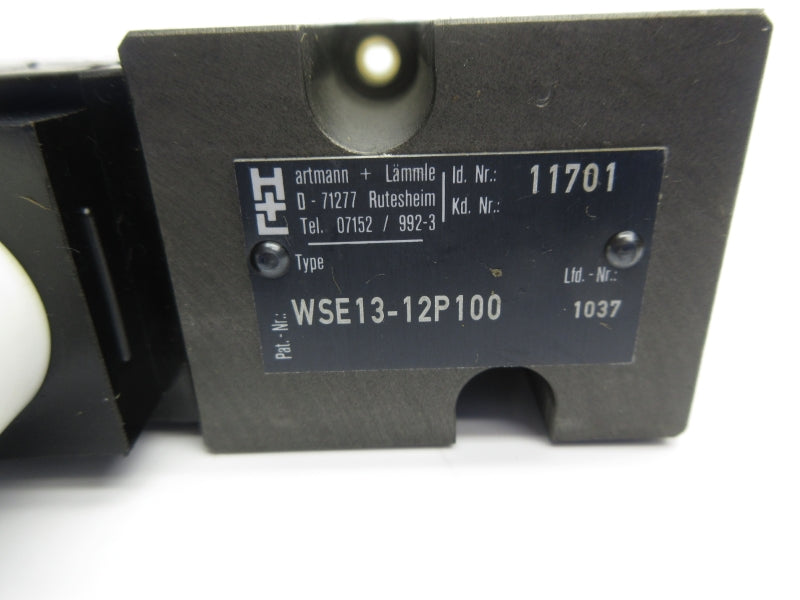 H+L
artmann + Lämmle
D - 71277 Rutesheim
Tel. 07152 / 992-3
Id. Nr.: 11701
Kd. Nr.:
Type
Lfd. -Nr.:
WSE13-12P100
1037
Pat.-Nr.: